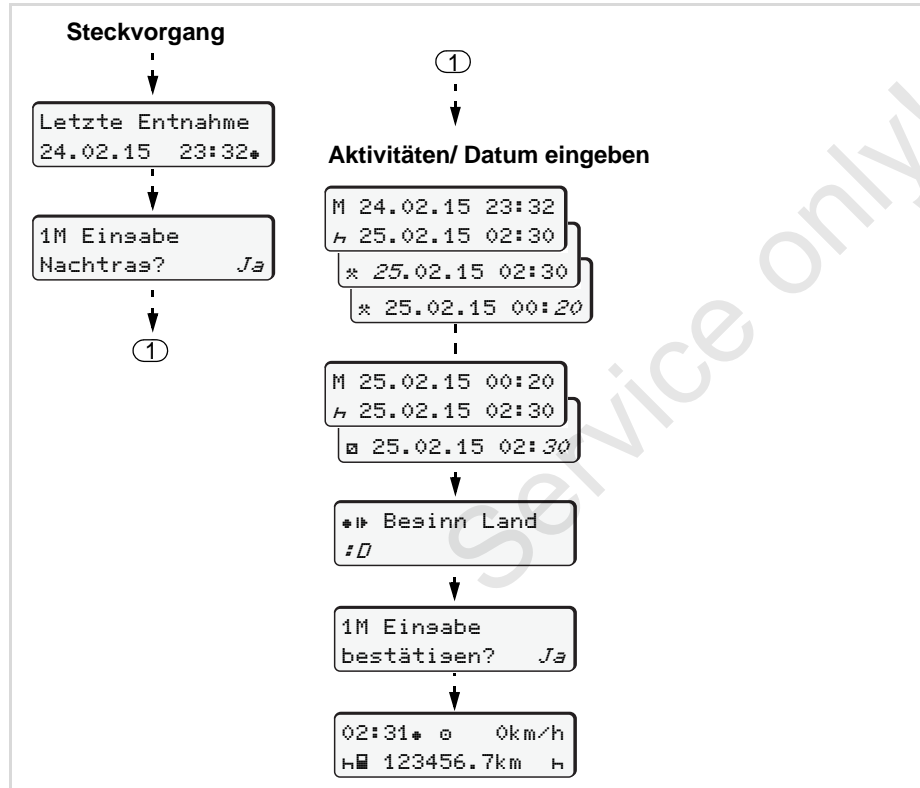 Steckvorgang
Letzte Entnahme
24.02.15 23:32
1M Eingabe
Nachtrag? Ja
1
1
Aktivitäten/ Datum eingeben
M 24.02.15 23:32
25.02.15 02:30
25.02.15 02:30
25.02.15 00:20
M 25.02.15 00:20
25.02.15 02:30
25.02.15 02:30
Beginn Land
:D
1M Eingabe
bestätigen? Ja
02:31 0km/h
123456.7km
Service only!